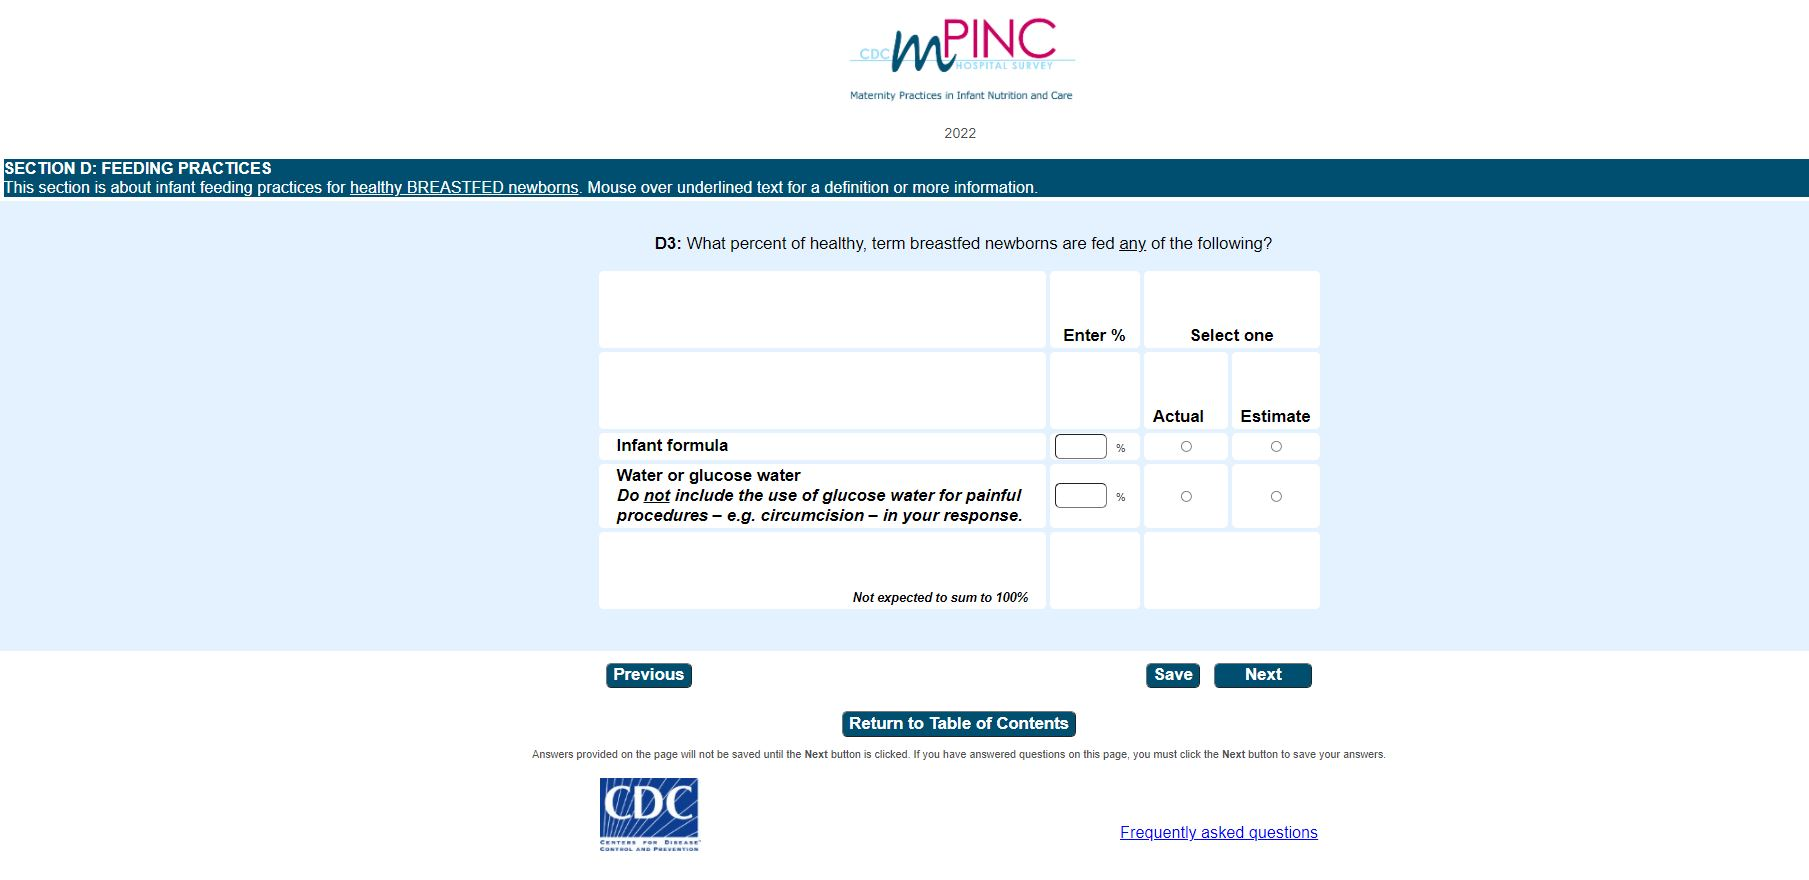 CDC mPINC
HOSPITAL SURVEY
Maternity Practices in Infant Nutrition and Care
2022
SECTION D: FEEDING PRACTICES
This section is about infant feeding practices for healthy BREASTFED newborns. Mouse over underlined text for a definition or more information.
D3: What percent of healthy, term breastfed newborns are fed any of the following?
Enter % Select one
Actual Estimate
Infant formula %
Water or glucose water
Do not include the use of glucose water for painful %
procedures – e.g. circumcision – in your response.
Not expected to sum to 100%
Previous Save Next
Return to Table of Contents
Answers provided on the page will not be saved until the Next button is clicked. If you have answered questions on this page, you must click the Next button to save your answers.
CDC
CENTERS FOR DISEASE
CONTROL AND PREVENTION
Frequently asked questions